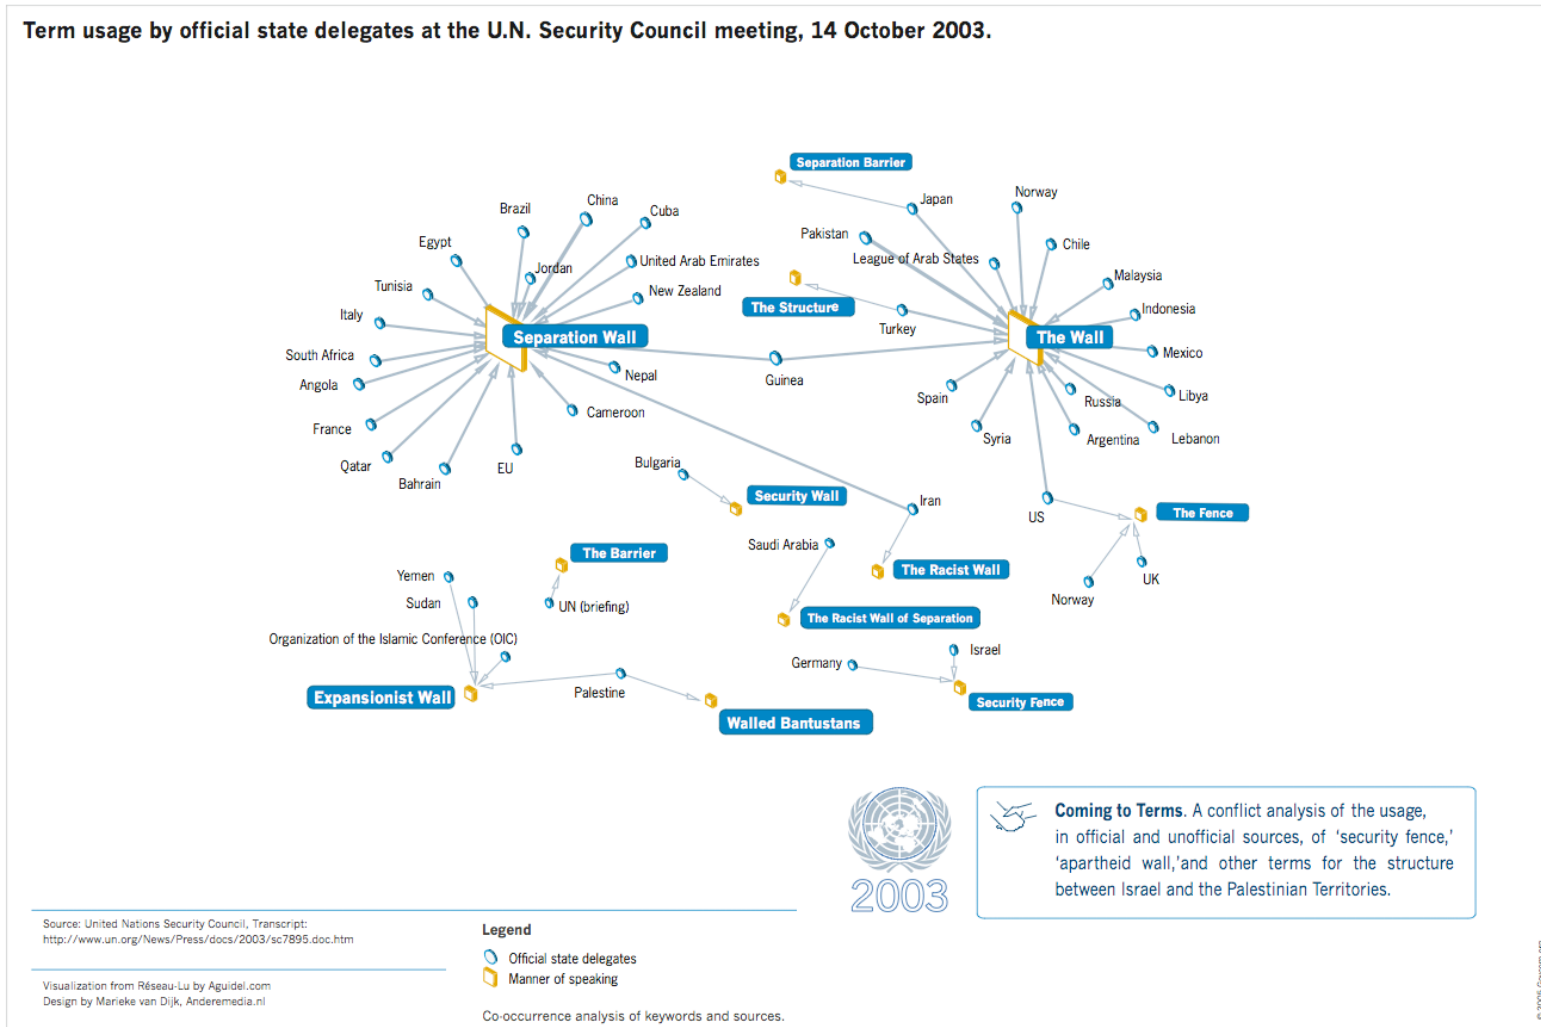 Term usage by official state delegates at the U.N. Security Council meeting, 14 October 2003.
Separation Barrier
Norway
Japan
China
Cuba
Brazil
Pakistan
Chile
Egypt
League of Arab States
United Arab Emirates
Jordan
Malaysia
Tunisia
New Zealand
The Structure
Indonesia
Italy
Turkey
Separation Wall
The Wall
South Africa
Mexico
Nepal
Guinea
Angola
Spain
Russia
Libya
Cameroon
France
Syria
Argentina
Lebanon
Qatar
EU
Bulgaria
Bahrain
Security Wall
Iran
US
The Fence
Saudi Arabia
The Barrier
The Racist Wall
Yemen
UK
Sudan
UN (briefing)
Norway
The Racist Wall of Separation
Organization of the Islamic Conference (OIC)
Israel
Germany
Palestine
Expansionist Wall
Security Fence
Walled Bantustans
2003
Coming to Terms. A conflict analysis of the usage,
in official and unofficial sources, of ‘security fence,’
‘apartheid wall,’and other terms for the structure
between Israel and the Palestinian Territories.
Source: United Nations Security Council, Transcript:
http://www.un.org/News/Press/docs/2003/sc7895.doc.htm
Visualization from Réseau-Lu by Aguidel.com
Design by Marieke van Dijk, Anderemedia.nl
Legend
Official state delegates
Manner of speaking
Co-occurrence analysis of keywords and sources.